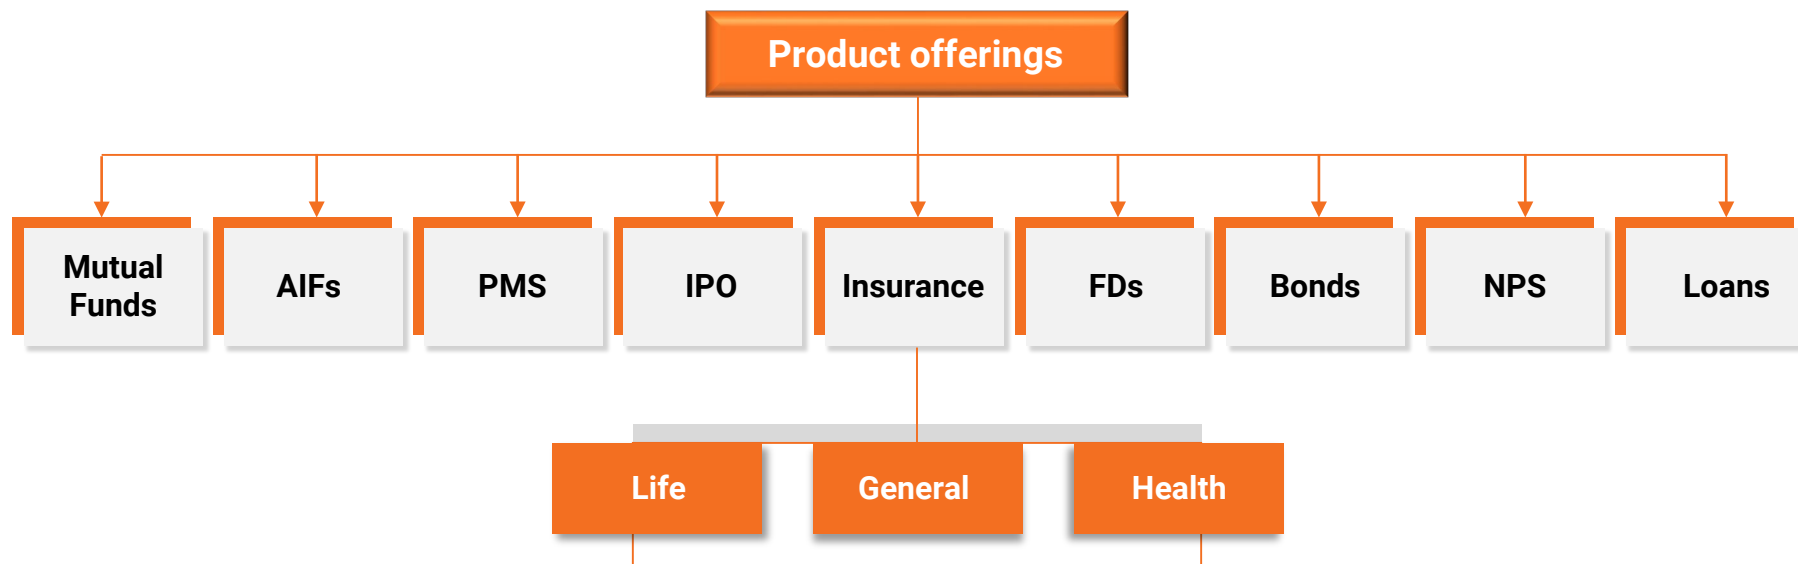 Product offerings
Mutual
Funds
AIFs
PMS
IPO
Insurance
FDs
Bonds
NPS
Loans
Life
General
Health